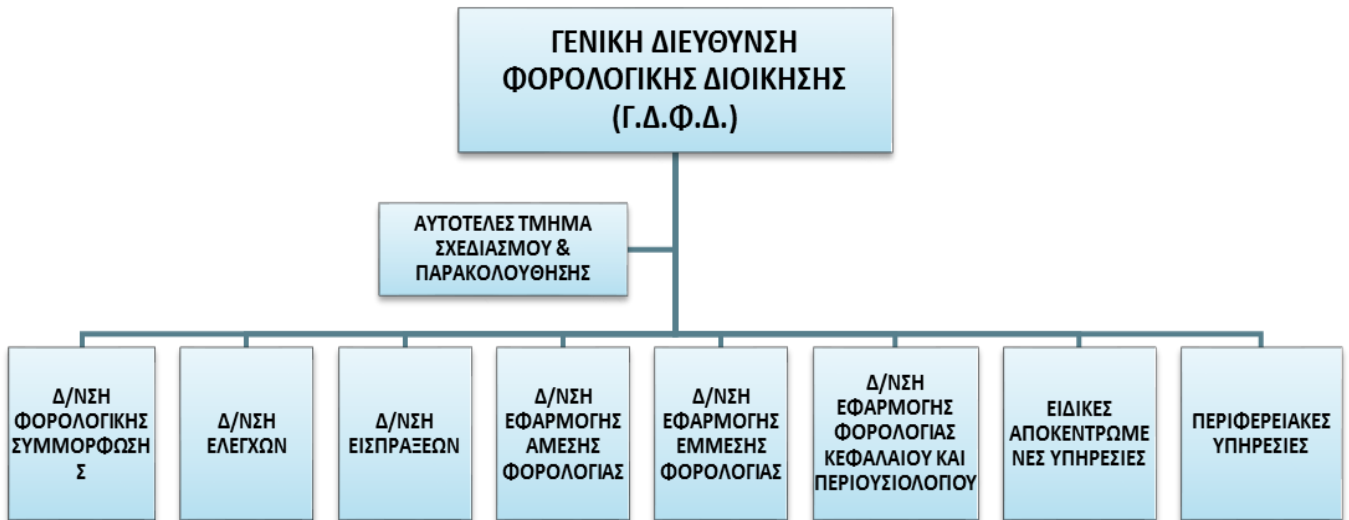 ΓΕΝΙΚΗ ΔΙΕΥΘΥΝΣΗ
ΦΟΡΟΛΟΓΙΚΗΣ ΔΙΟΙΚΗΣΗΣ
(Γ.Δ.Φ.Δ.)
ΑΥΤΟΤΕΛΕΣ ΤΜΗΜΑ
ΣΧΕΔΙΑΣΜΟΥ &
ΠΑΡΑΚΟΛΟΥΘΗΣΗΣ
Δ/ΝΣΗ
ΦΟΡΟΛΟΓΙΚΗΣ
ΣΥΜΜΟΡΦΩΣΗ
Σ
Δ/ΝΣΗ
ΕΛΕΓΧΩΝ
Δ/ΝΣΗ
ΕΙΣΠΡΑΞΕΩΝ
Δ/ΝΣΗ
ΕΦΑΡΜΟΓΗΣ
ΑΜΕΣΗΣ
ΦΟΡΟΛΟΓΙΑΣ
Δ/ΝΣΗ
ΕΦΑΡΜΟΓΗΣ
ΕΜΜΕΣΗΣ
ΦΟΡΟΛΟΓΙΑΣ
Δ/ΝΣΗ
ΕΦΑΡΜΟΓΗΣ
ΦΟΡΟΛΟΓΙΑΣ
ΚΕΦΑΛΑΙΟΥ ΚΑΙ
ΠΕΡΙΟΥΣΙΟΛΟΓΙΟΥ
ΕΙΔΙΚΕΣ
ΑΠΟΚΕΝΤΡΩΜΕ
ΝΕΣ ΥΠΗΡΕΣΙΕΣ
ΠΕΡΙΦΕΡΕΙΑΚΕΣ
ΥΠΗΡΕΣΙΕΣ